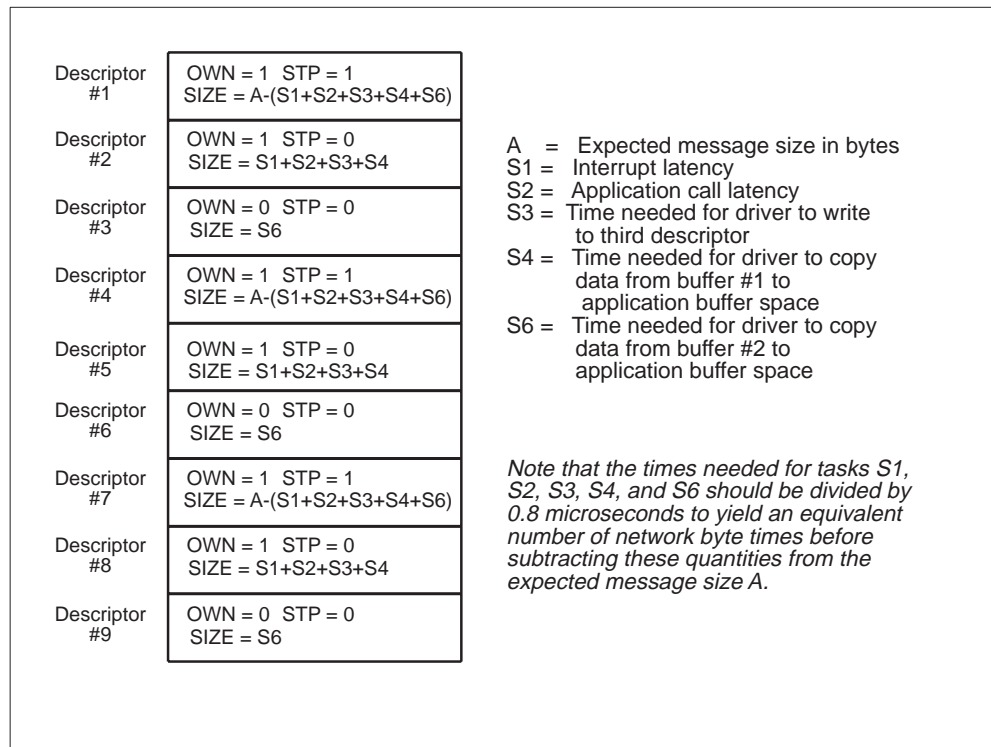 Descriptor
#1
OWN = 1 STP = 1
SIZE = A-(S1+S2+S3+S4+S6)
Descriptor
#2
OWN = 1 STP = 0
SIZE = S1+S2+S3+S4
Descriptor
#3
OWN = 0 STP = 0
SIZE = S6
Descriptor
#4
OWN = 1 STP = 1
SIZE = A-(S1+S2+S3+S4+S6)
Descriptor
#5
OWN = 1 STP = 0
SIZE = S1+S2+S3+S4
Descriptor
#6
OWN = 0 STP = 0
SIZE = S6
Descriptor
#7
OWN = 1 STP = 1
SIZE = A-(S1+S2+S3+S4+S6)
Descriptor
#8
OWN = 1 STP = 0
SIZE = S1+S2+S3+S4
Descriptor
#9
OWN = 0 STP = 0
SIZE = S6
A = Expected message size in bytes
S1 = Interrupt latency
S2 = Application call latency
S3 = Time needed for driver to write
to third descriptor
S4 = Time needed for driver to copy
data from buffer #1 to
application buffer space
S6 = Time needed for driver to copy
data from buffer #2 to
application buffer space
Note that the times needed for tasks S1,
S2, S3, S4, and S6 should be divided by
0.8 microseconds to yield an equivalent
number of network byte times before
subtracting these quantities from the
expected message size A.